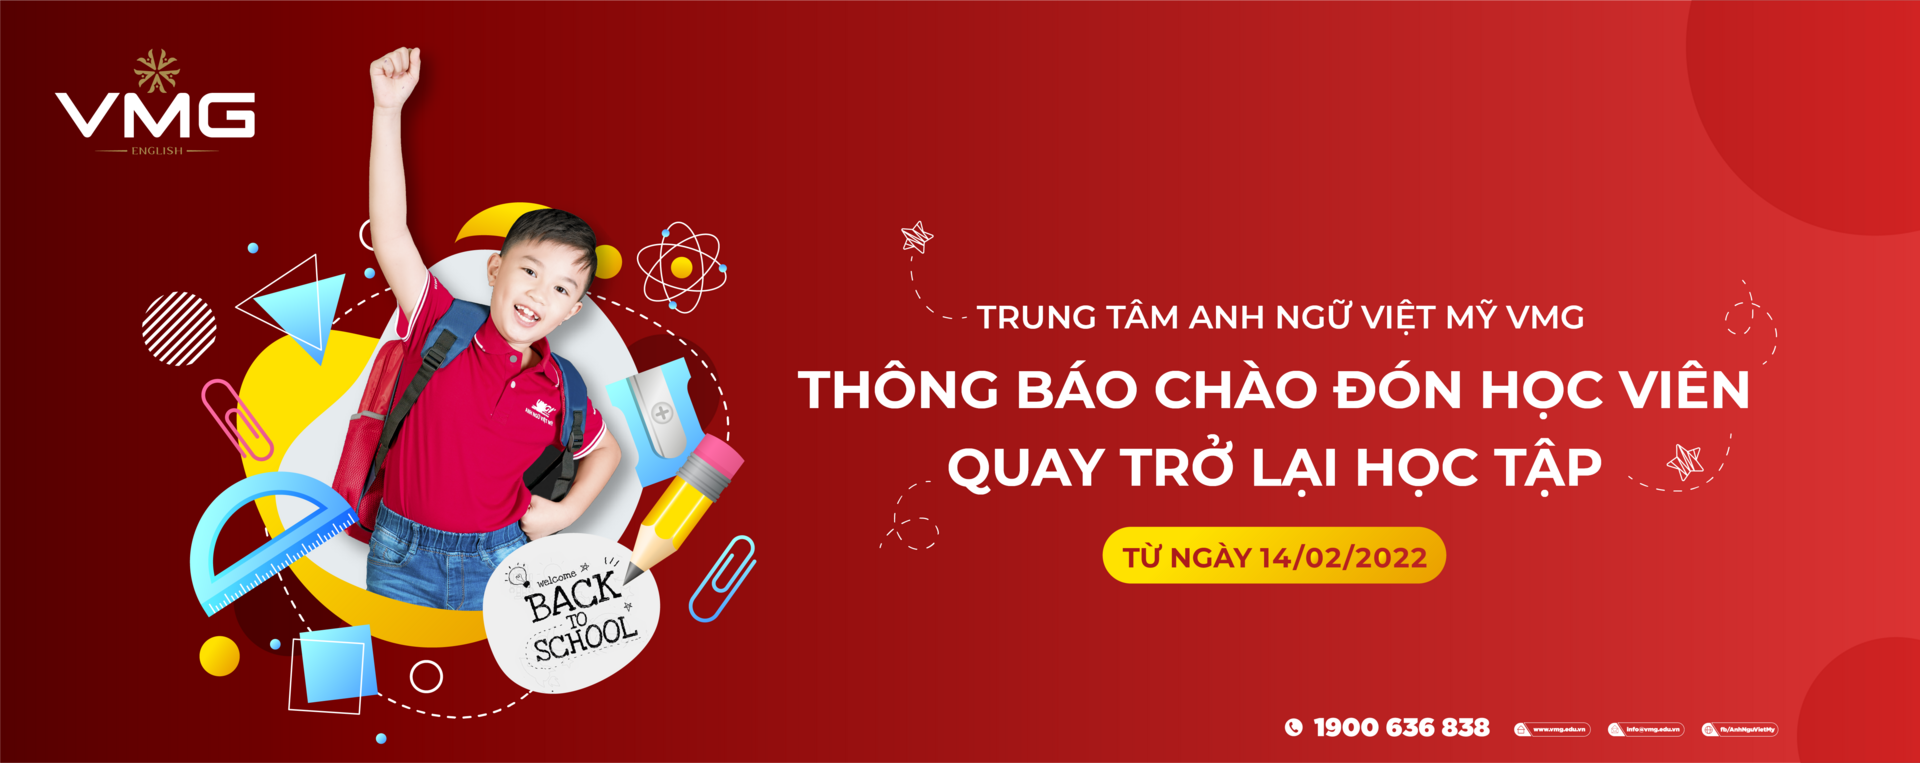 VMG
ENGLISH
TRUNG TÂM ANH NGỮ VIỆT MỸ VMG
THÔNG BÁO CHÀO ĐÓN HỌC VIÊN
QUAY TRỞ LẠI HỌC TẬP
TỪ NGÀY 14/02/2022
welcome
BACK
TO
SCHOOL
1900 636 838
www.vmg.edu.vn
info@vmg.edu.vn
fb/AnhNguVietMy